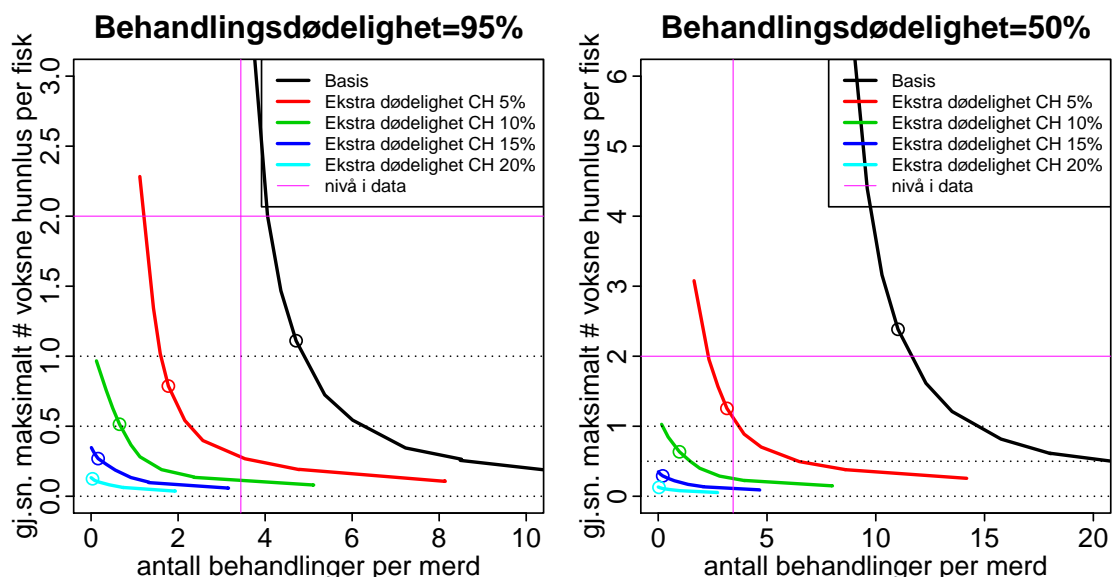 Behandlingsdødelighet=95%
gj.sn. maksimalt # voksne hunnlus per fisk
3.0
2.5
2.0
1.5
1.0
0.5
0.0
Basis
Ekstra dødelighet CH 5%
Ekstra dødelighet CH 10%
Ekstra dødelighet CH 15%
Ekstra dødelighet CH 20%
nivå i data
0 2 4 6 8 10
antall behandlinger per merd
Behandlingsdødelighet=50%
gj.sn. maksimalt # voksne hunnlus per fisk
6
5
4
3
2
1
0
Basis
Ekstra dødelighet CH 5%
Ekstra dødelighet CH 10%
Ekstra dødelighet CH 15%
Ekstra dødelighet CH 20%
nivå i data
0 5 10 15 20
antall behandlinger per merd